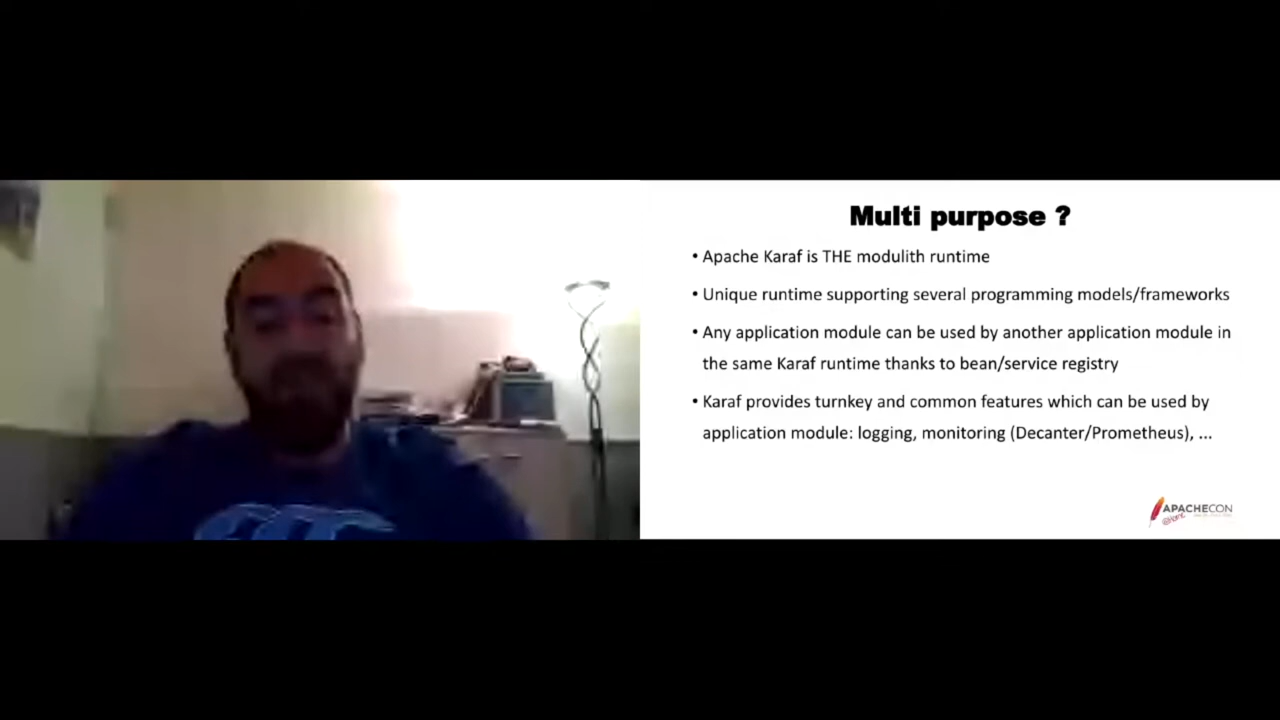 Multi purpose ?
• Apache Karaf is THE modulith runtime
• Unique runtime supporting several programming models/frameworks
• Any application module can be used by another application module in
the same Karaf runtime thanks to bean/service registry
• Karaf provides turnkey and common features which can be used by
application module: logging, monitoring (Decanter/Prometheus), ...
APACHECON
@Home